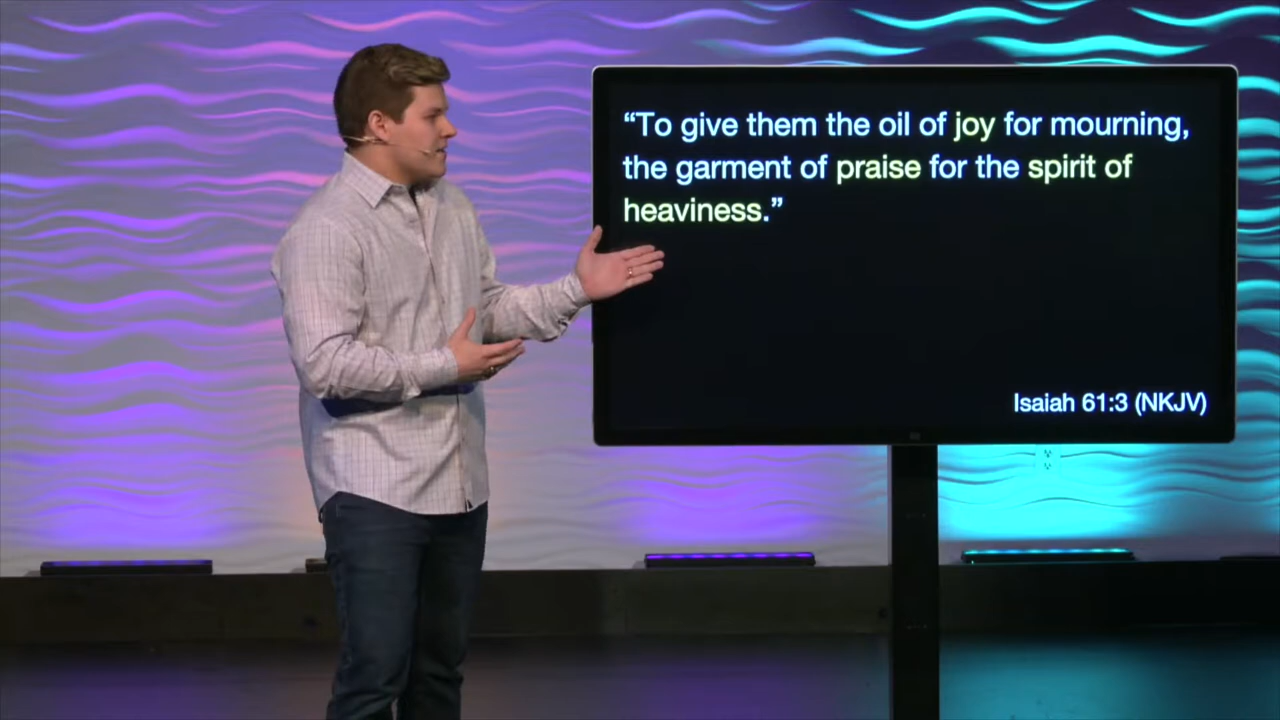 “To give them the oil of joy for mourning,
the garment of praise for the spirit of
heaviness.”
Isaiah 61:3 (NKJV)